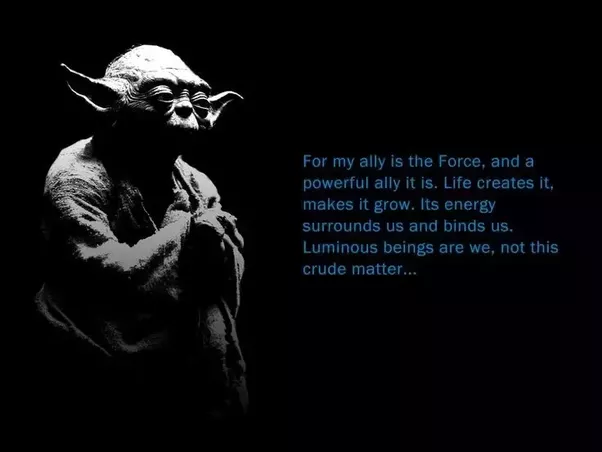 For my ally is the Force, and a
powerful ally it is. Life creates it,
makes it grow. Its energy
surrounds us and binds us.
Luminous beings are we, not this
crude matter...